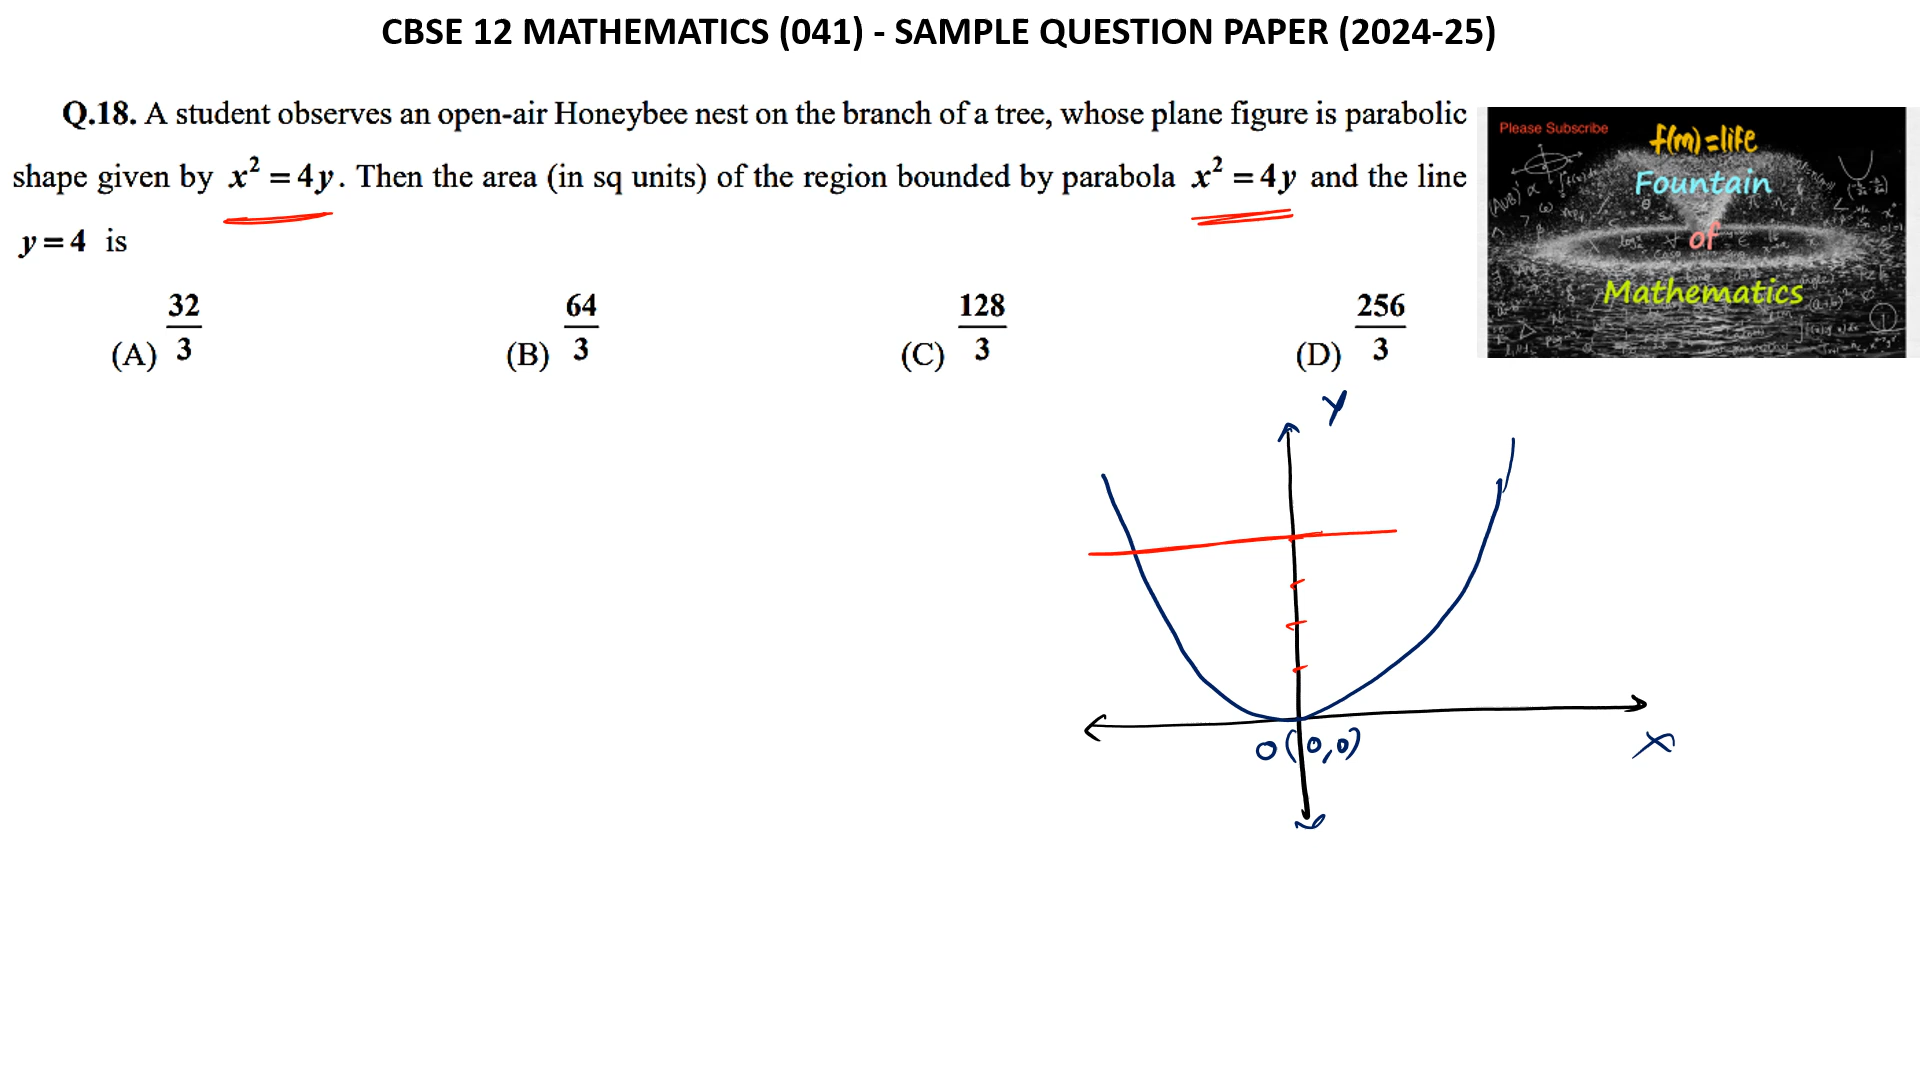 CBSE 12 MATHEMATICS (041) - SAMPLE QUESTION PAPER (2024-25)
Q.18. A student observes an open-air Honeybee nest on the branch of a tree, whose plane figure is parabolic
shape given by x² = 4y. Then the area (in sq units) of the region bounded by parabola x² = 4y and the line
y = 4 is
(A) 32/3 (B) 64/3 (C) 128/3 (D) 256/3
Please Subscribe
f(m)=life
Fountain
of
Mathematics
Y
O(0,0)
X